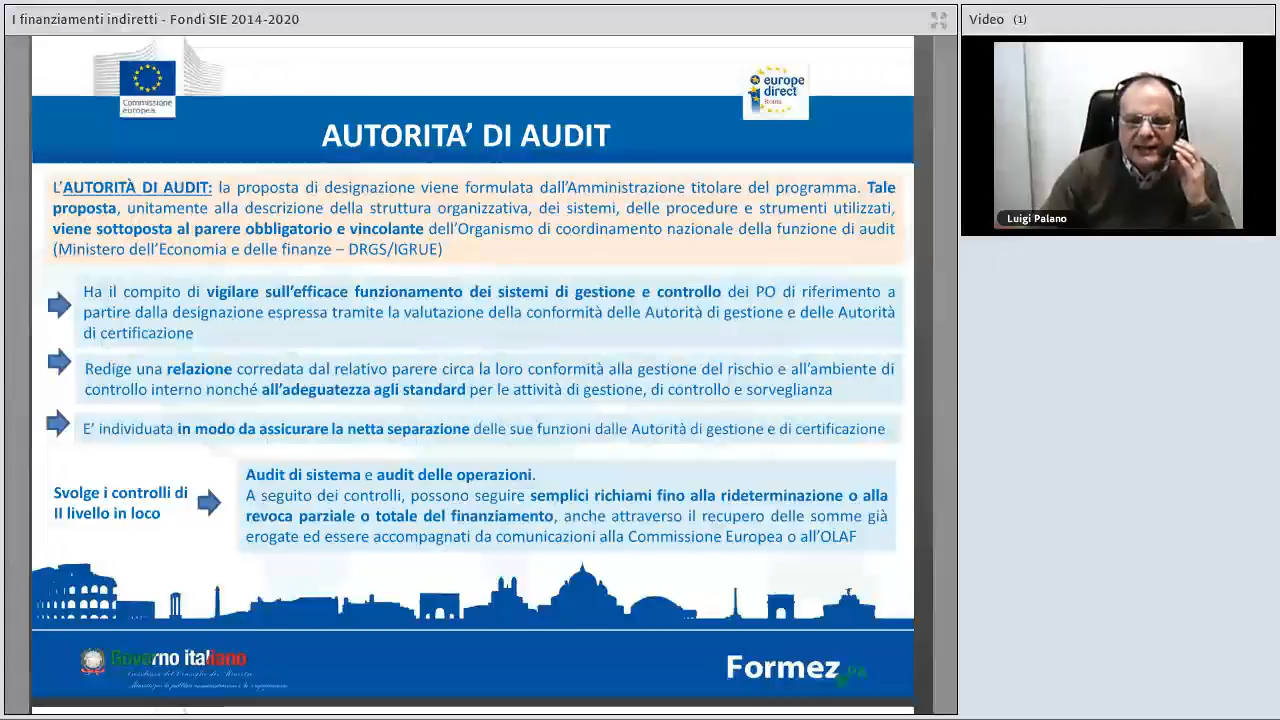 I finanziamenti indiretti - Fondi SIE 2014-2020
Video (1)
Commissione
europea
europe
direct
Roma
AUTORITA’ DI AUDIT
L’AUTORITÀ DI AUDIT: la proposta di designazione viene formulata dall’Amministrazione titolare del programma. Tale
proposta, unitamente alla descrizione della struttura organizzativa, dei sistemi, delle procedure e strumenti utilizzati,
viene sottoposta al parere obbligatorio e vincolante dell’Organismo di coordinamento nazionale della funzione di audit
(Ministero dell’Economia e delle finanze – DRGS/IGRUE)
Ha il compito di vigilare sull’efficace funzionamento dei sistemi di gestione e controllo dei PO di riferimento a
partire dalla designazione espressa tramite la valutazione della conformità delle Autorità di gestione e delle Autorità
di certificazione
Redige una relazione corredata dal relativo parere circa la loro conformità alla gestione del rischio e all’ambiente di
controllo interno nonché all’adeguatezza agli standard per le attività di gestione, di controllo e sorveglianza
E’ individuata in modo da assicurare la netta separazione delle sue funzioni dalle Autorità di gestione e di certificazione
Svolge i controlli di
II livello in loco
Audit di sistema e audit delle operazioni.
A seguito dei controlli, possono seguire semplici richiami fino alla rideterminazione o alla
revoca parziale o totale del finanziamento, anche attraverso il recupero delle somme già
erogate ed essere accompagnati da comunicazioni alla Commissione Europea o all’OLAF
Governo italiano
Formez PA
Luigi Palano